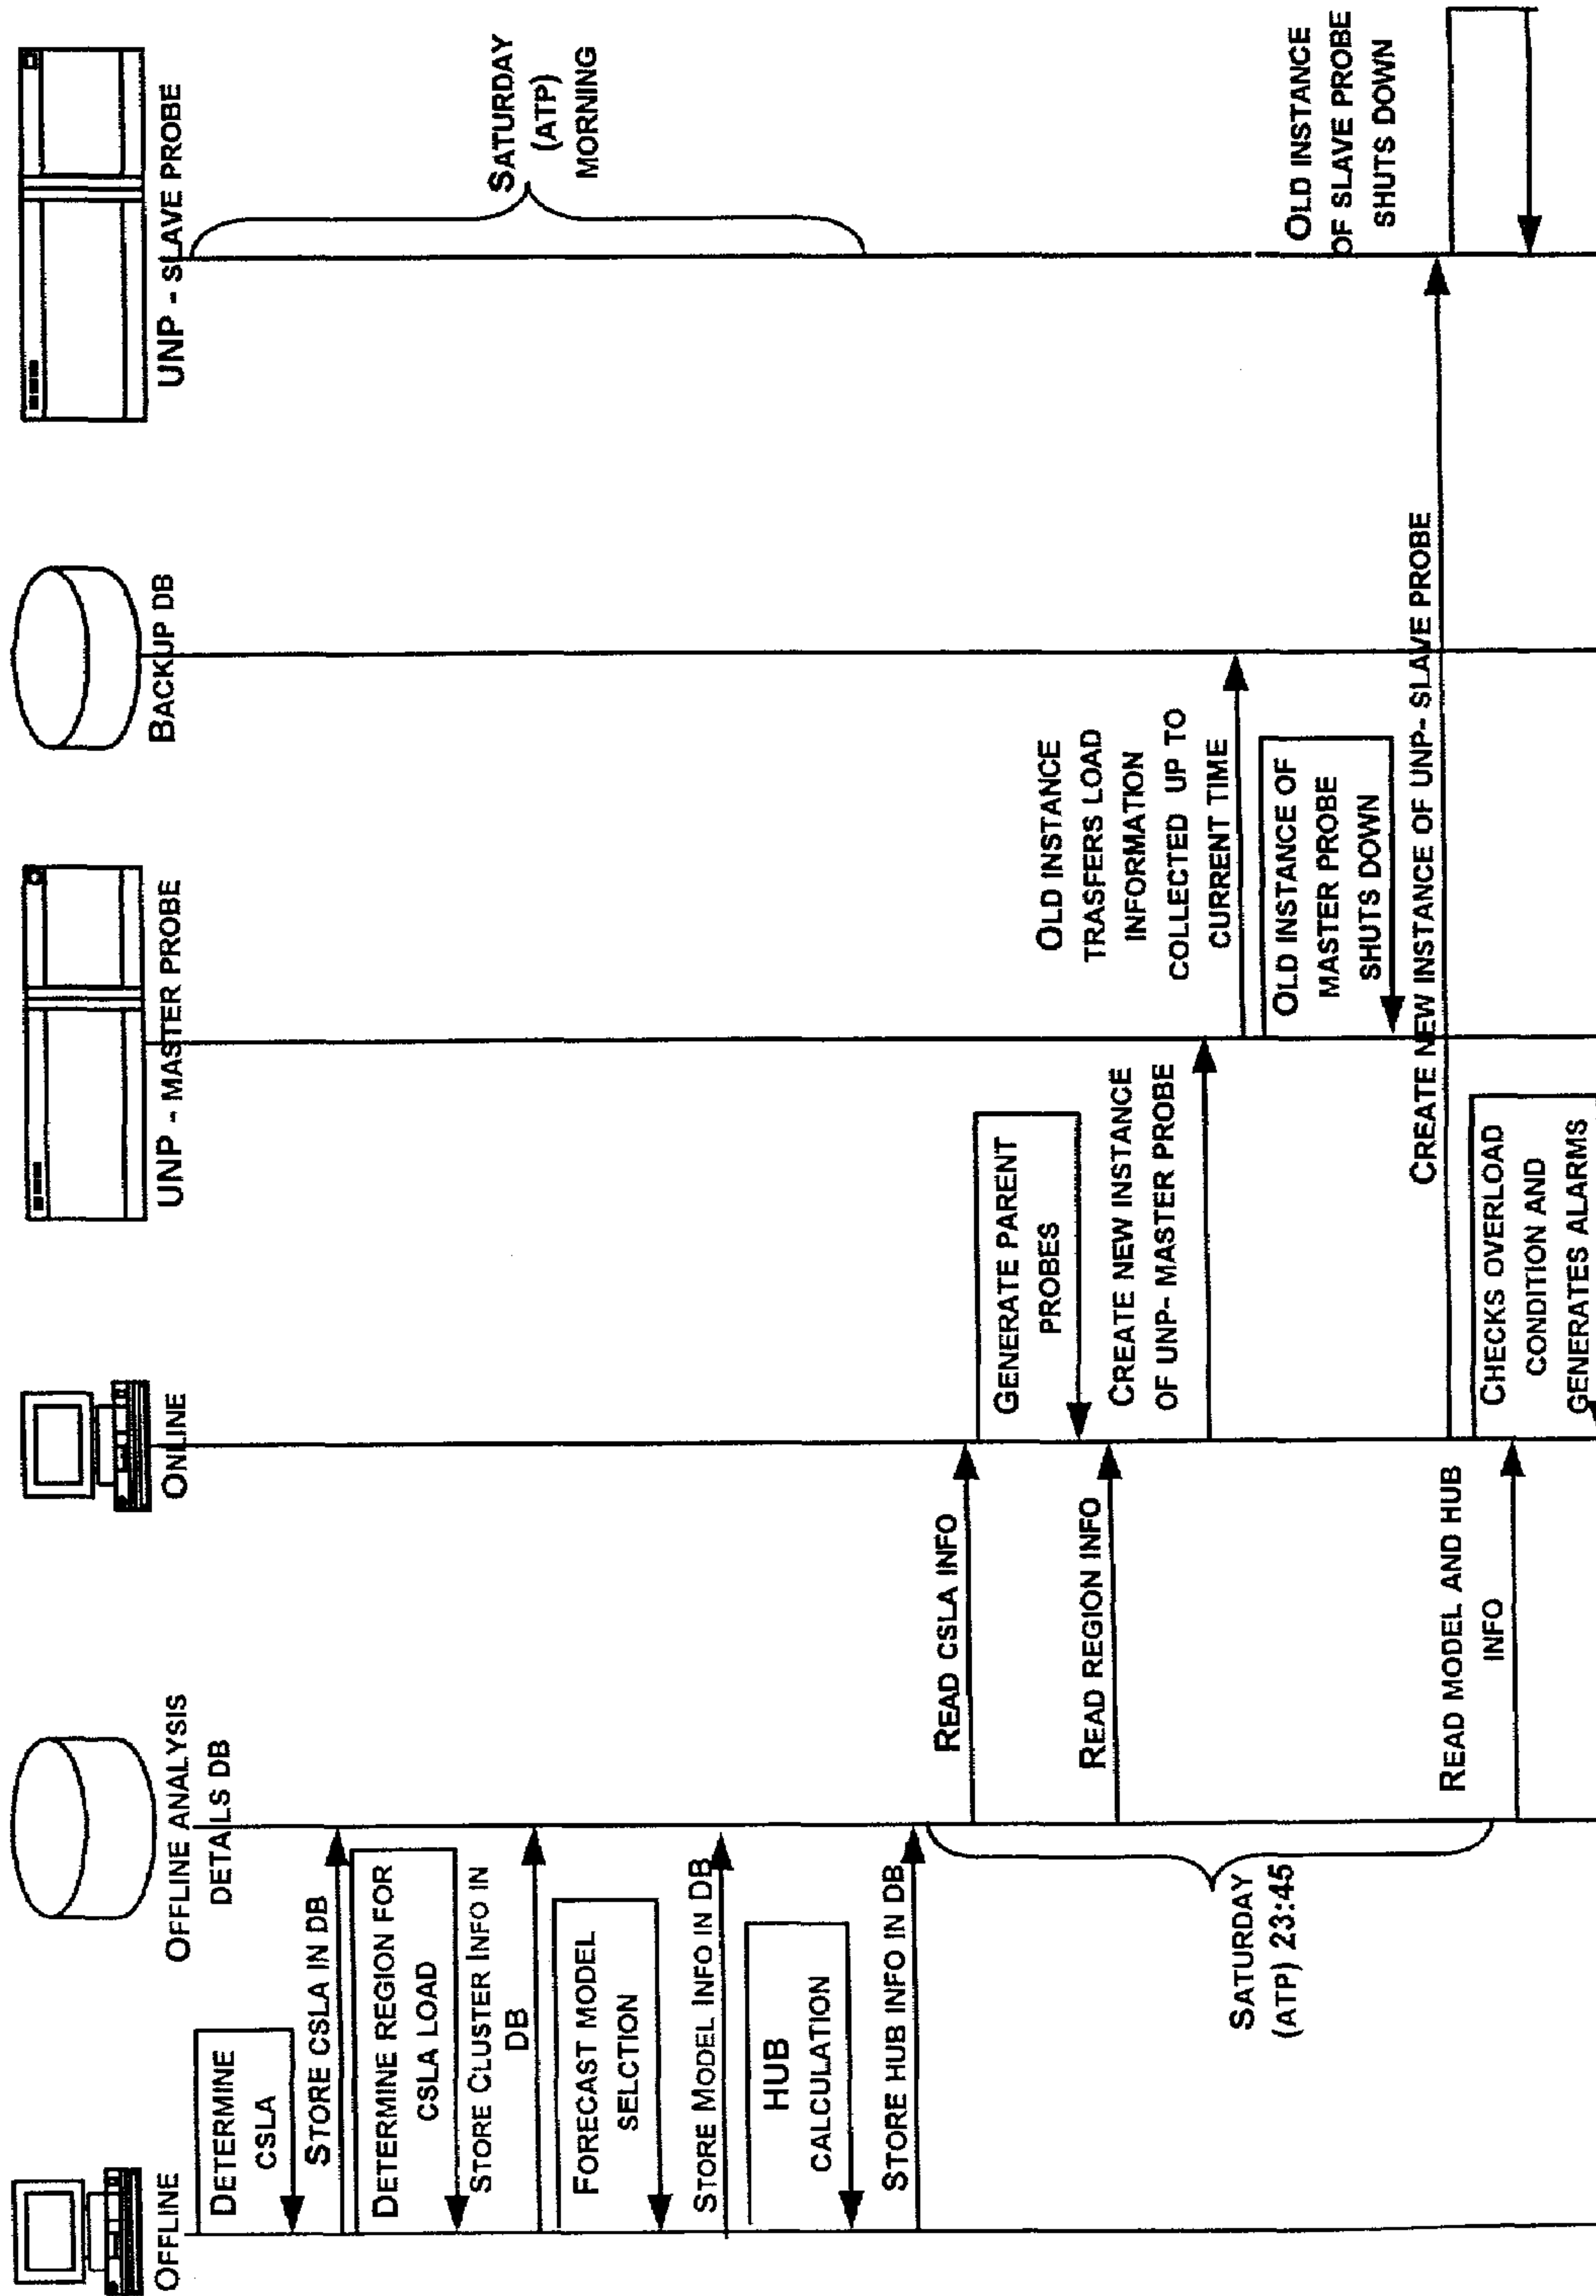 OFFLINE
OFFLINE ANALYSIS
DETAILS DB
ONLINE
UNP - MASTER PROBE
BACKUP DB
UNP - SLAVE PROBE
DETERMINE
CSLA
STORE CSLA IN DB
DETERMINE REGION FOR
CSLA LOAD
STORE CLUSTER INFO IN
DB
FORECAST MODEL
SELCTION
STORE MODEL INFO IN DB
HUB
CALCULATION
STORE HUB INFO IN DB
SATURDAY
(ATP)
MORNING
READ CSLA INFO
GENERATE PARENT
PROBES
READ REGION INFO
CREATE NEW INSTANCE
OF UNP- MASTER PROBE
OLD INSTANCE
TRASFERS LOAD
INFORMATION
COLLECTED UP TO
CURRENT TIME
OLD INSTANCE OF
MASTER PROBE
SHUTS DOWN
SATURDAY
(ATP) 23:45
CREATE NEW INSTANCE OF UNP- SLAVE PROBE
OLD INSTANCE
OF SLAVE PROBE
SHUTS DOWN
READ MODEL AND HUB
INFO
CHECKS OVERLOAD
CONDITION AND
GENERATES ALARMS